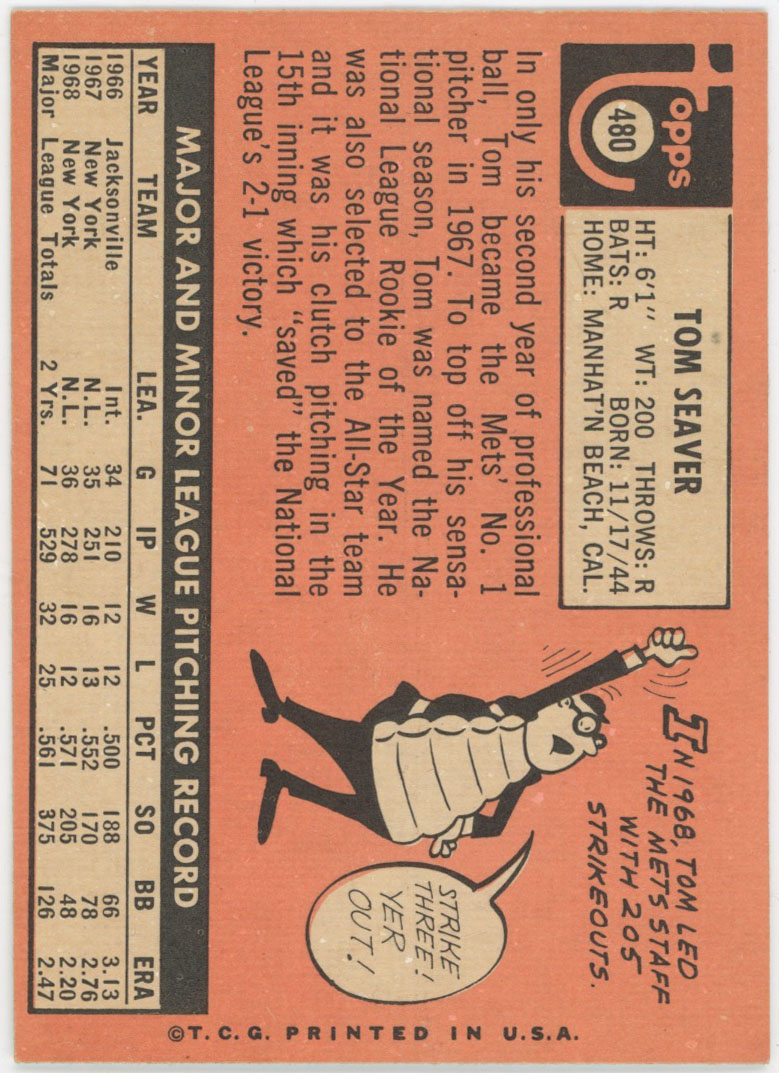 Topps
480
TOM SEAVER
HT: 6'1" WT: 200 THROWS: R
BATS: R BORN: 11/17/44
HOME: MANHAT'N BEACH, CAL.
In only his second year of professional
ball, Tom became the Mets' No. 1
pitcher in 1967. To top off his sensa-
tional season, Tom was named the Na-
tional League Rookie of the Year. He
was also selected to the All-Star team
and it was his clutch pitching in the
15th inning which "saved" the National
League's 2-1 victory.
IN 1968, TOM LED
THE METS STAFF
WITH 205
STRIKEOUTS.
STRIKE
THREE!
YER
OUT!
MAJOR AND MINOR LEAGUE PITCHING RECORD
YEAR TEAM LEA. G IP W L PCT SO BB ERA
1966 Jacksonville Int. 34 210 12 12 .500 188 66 3.13
1967 New York N.L. 35 251 16 13 .552 170 78 2.76
1968 New York N.L. 36 278 16 12 .571 205 48 2.20
Major League Totals 2 Yrs. 71 529 32 25 .561 375 126 2.47
©T.C.G. PRINTED IN U.S.A.